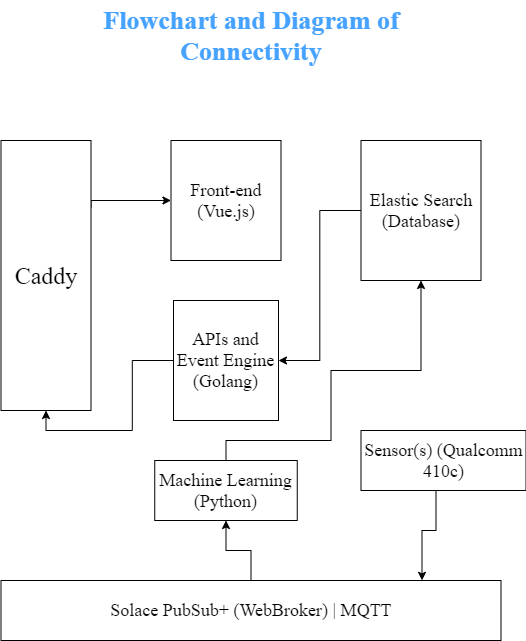 Flowchart and Diagram of
Connectivity
Front-end
(Vue.js)
Elastic Search
(Database)
Caddy
APIs and
Event Engine
(Golang)
Sensor(s) (Qualcomm
410c)
Machine Learning
(Python)
Solace PubSub+ (WebBroker) | MQTT